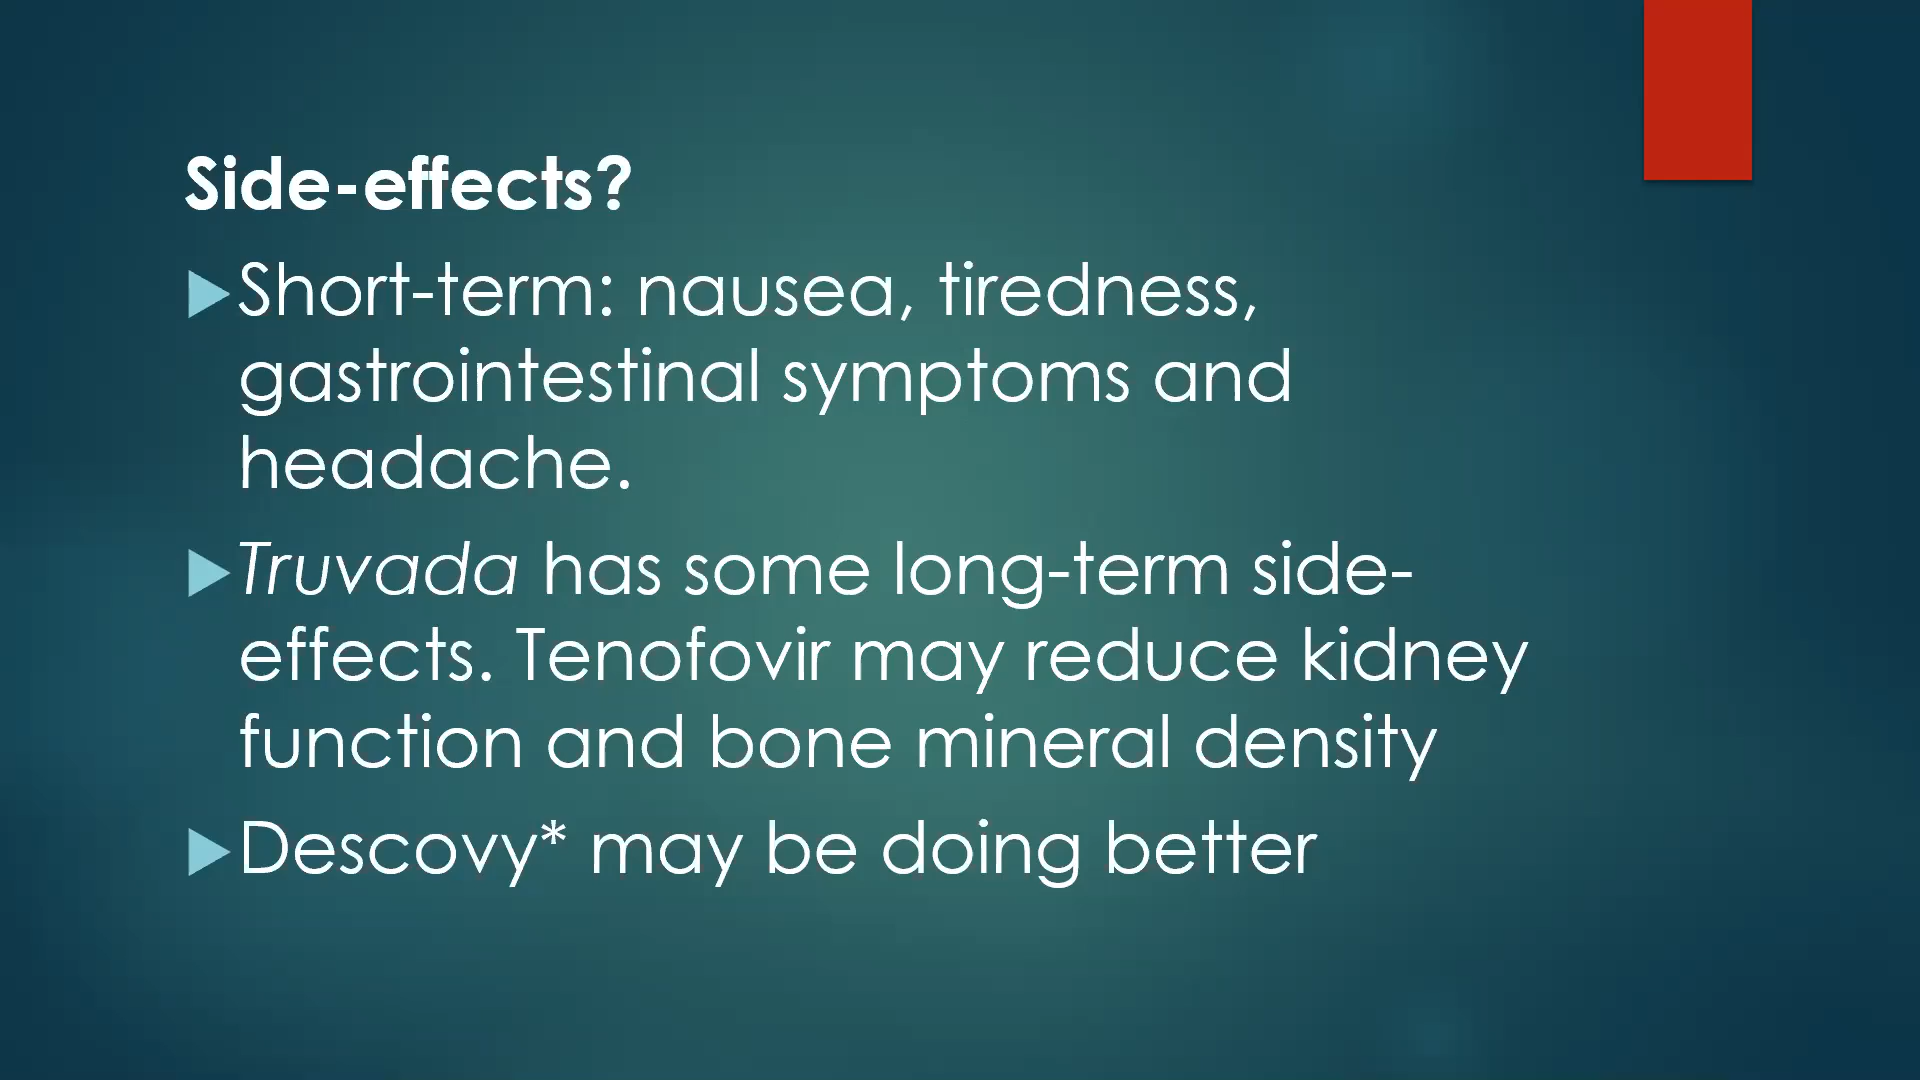 Side-effects?
Short-term: nausea, tiredness,
gastrointestinal symptoms and
headache.
Truvada has some long-term side-
effects. Tenofovir may reduce kidney
function and bone mineral density
Descovy* may be doing better